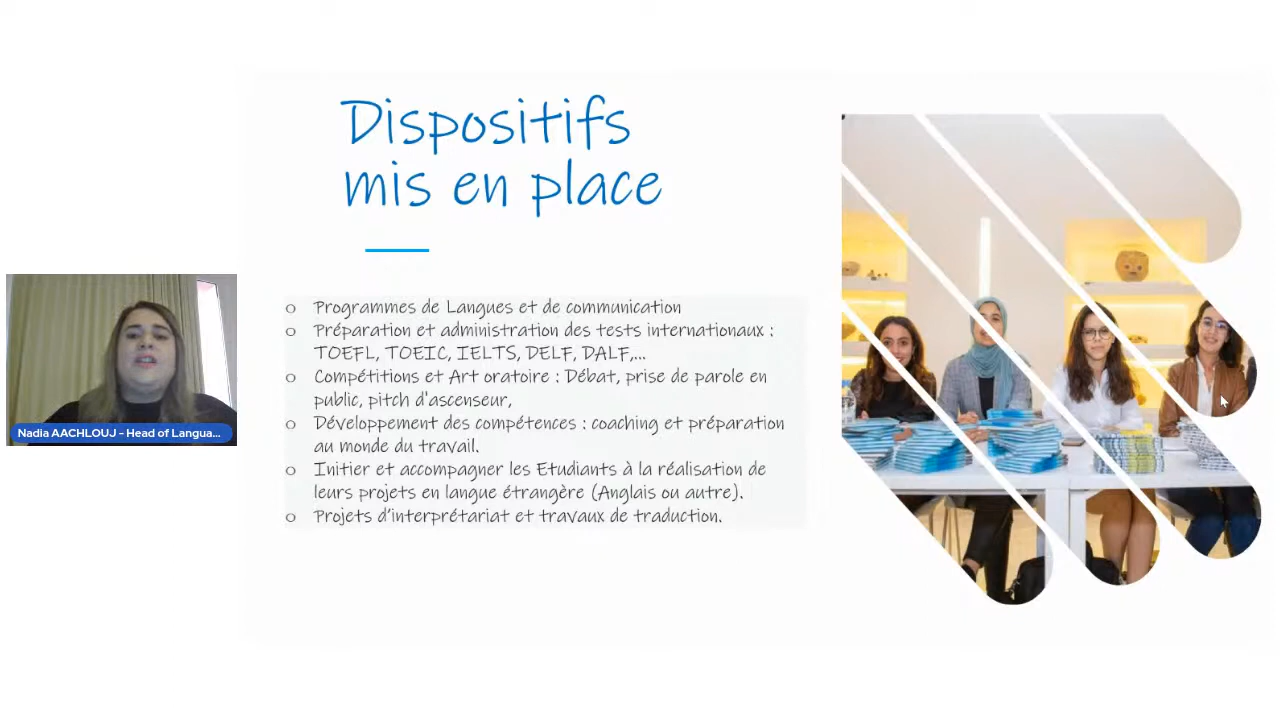 Dispositifs
mis en place
o Programmes de Langues et de communication
o Préparation et administration des tests internationaux :
TOEFL, TOEIC, IELTS, DELF, DALF,...
o Compétitions et Art oratoire : Débat, prise de parole en
public, pitch d'ascenseur,
o Développement des compétences : coaching et préparation
au monde du travail.
o Initier et accompagner les Etudiants à la réalisation de
leurs projets en langue étrangère (Anglais ou autre).
o Projets d’interprétariat et travaux de traduction.
Nadia AACHLOUJ - Head of Langua...